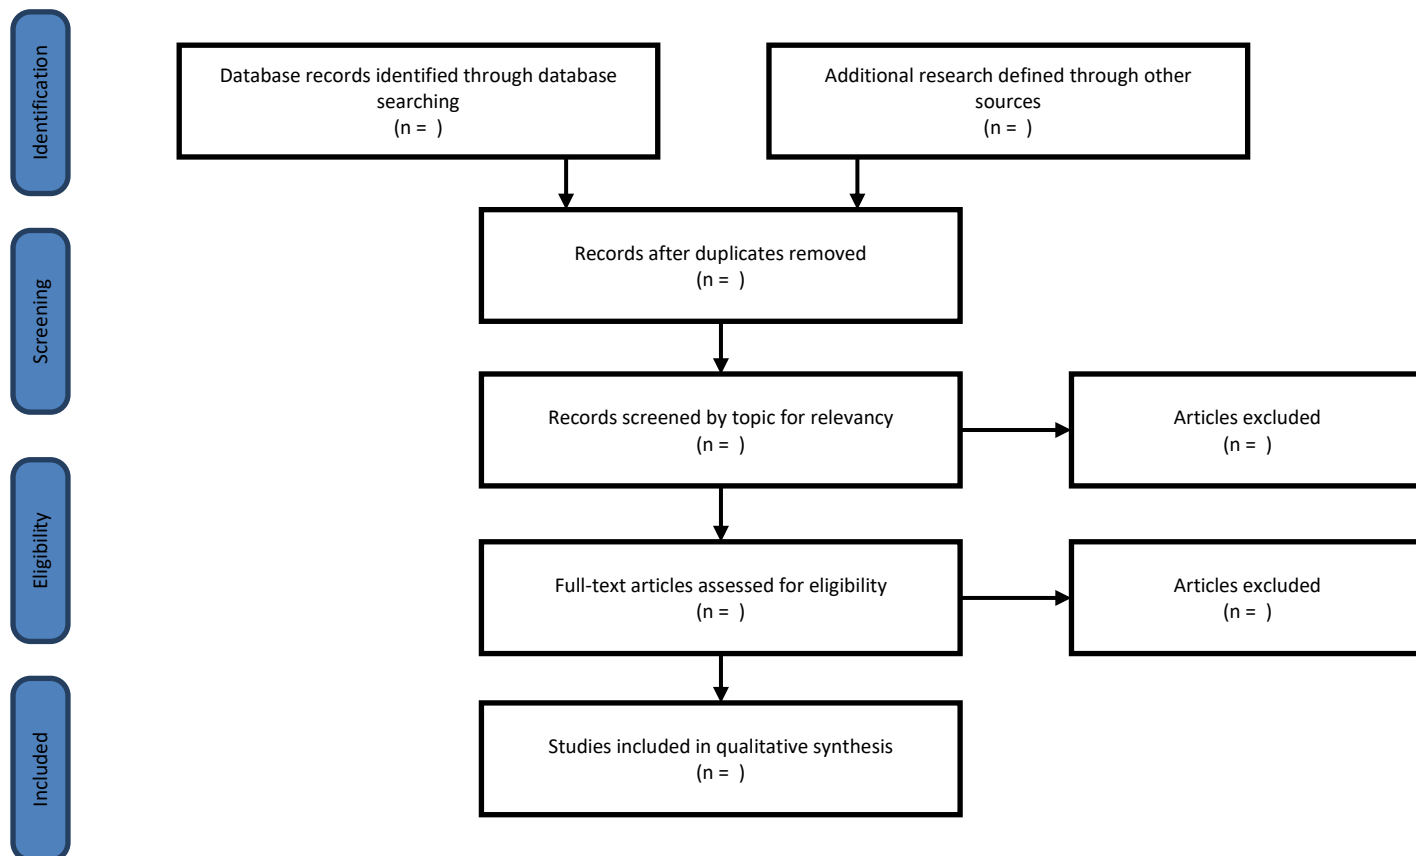 Identification
Database records identified through database
searching
(n =  )
Additional research defined through other
sources
(n =  )
Screening
Records after duplicates removed
(n =  )
Records screened by topic for relevancy
(n =  )
Articles excluded
(n =  )
Eligibility
Full-text articles assessed for eligibility
(n =  )
Articles excluded
(n =  )
Included
Studies included in qualitative synthesis
(n =  )